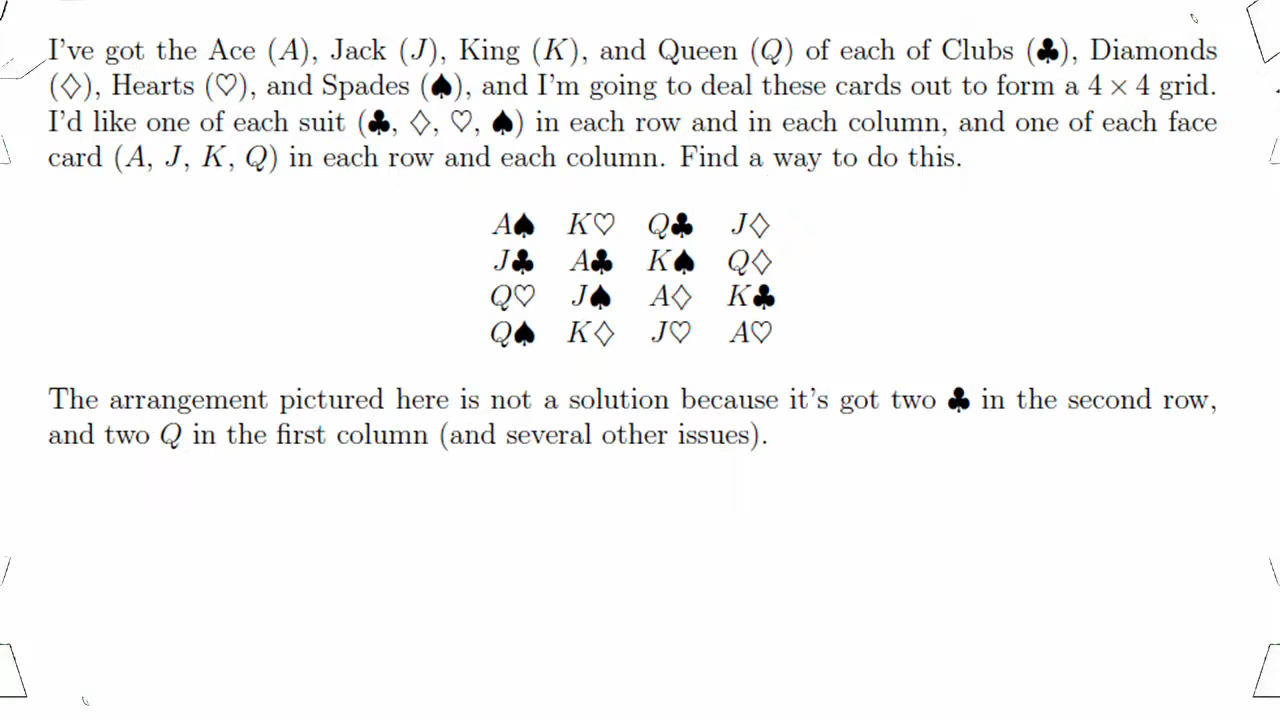 I've got the Ace (A), Jack (J), King (K), and Queen (Q) of each of Clubs (♣), Diamonds
(♢), Hearts (♡), and Spades (♠), and I'm going to deal these cards out to form a 4 × 4 grid.
I'd like one of each suit (♣, ♢, ♡, ♠) in each row and in each column, and one of each face
card (A, J, K, Q) in each row and each column. Find a way to do this.
A♠ K♡ Q♣ J♢
J♣ A♣ K♠ Q♢
Q♡ J♠ A♢ K♣
Q♠ K♢ J♡ A♡
The arrangement pictured here is not a solution because it's got two ♣ in the second row,
and two Q in the first column (and several other issues).